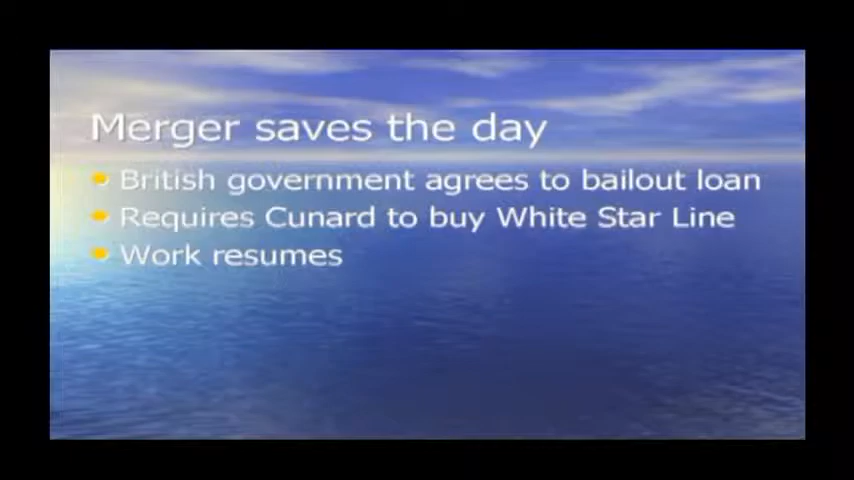 Merger saves the day
British government agrees to bailout loan
Requires Cunard to buy White Star Line
Work resumes